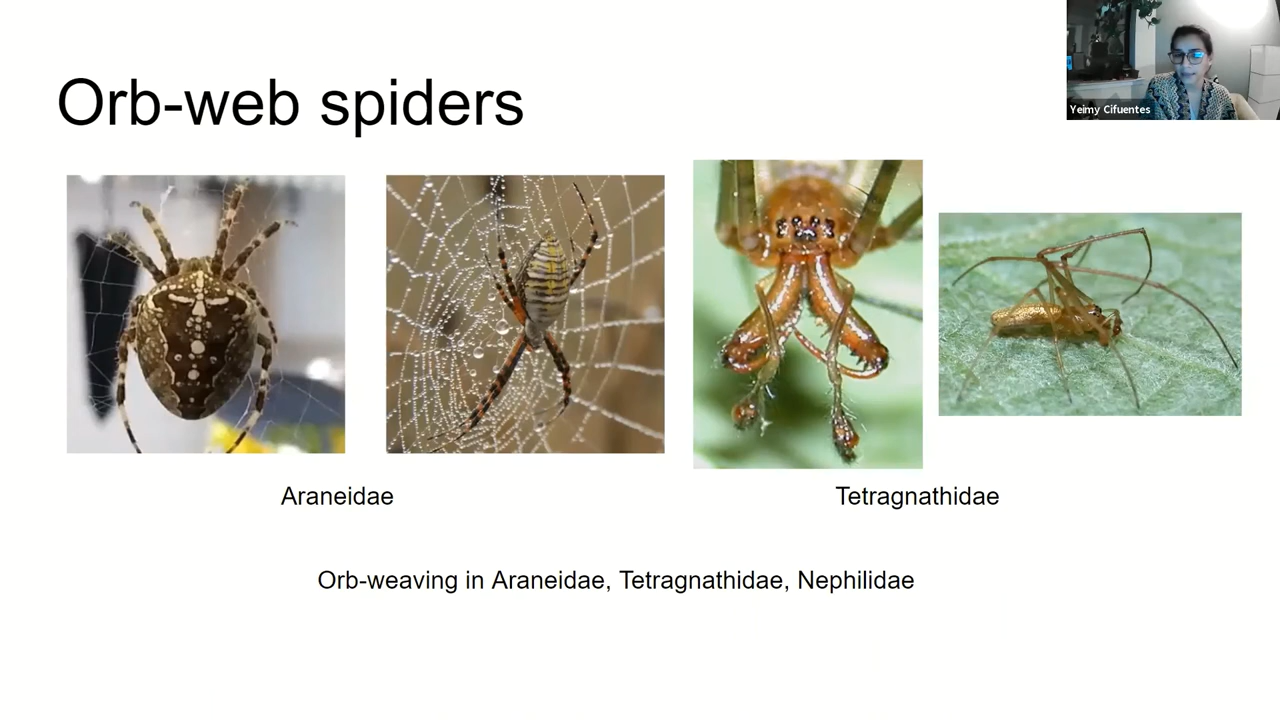 Orb-web spiders
Yeimy Cifuentes
Araneidae
Tetragnathidae
Orb-weaving in Araneidae, Tetragnathidae, Nephilidae